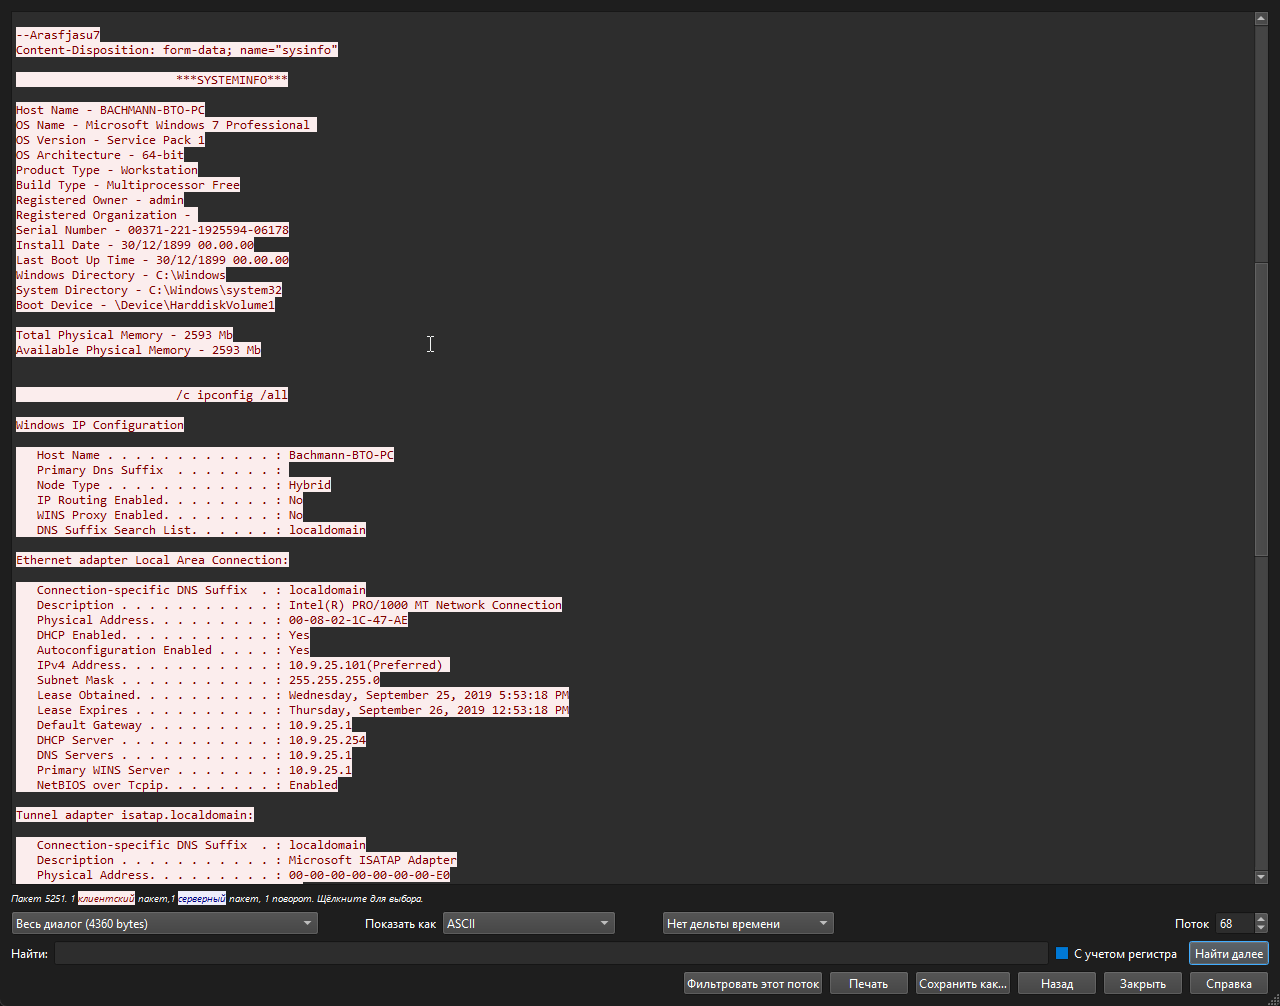 --Arasfjasu7
Content-Disposition: form-data; name="sysinfo"
***SYSTEMINFO***
Host Name - BACHMANN-BTO-PC
OS Name - Microsoft Windows 7 Professional
OS Version - Service Pack 1
OS Architecture - 64-bit
Product Type - Workstation
Build Type - Multiprocessor Free
Registered Owner - admin
Registered Organization -
Serial Number - 00371-221-1925594-06178
Install Date - 30/12/1899 00.00.00
Last Boot Up Time - 30/12/1899 00.00.00
Windows Directory - C:\Windows
System Directory - C:\Windows\system32
Boot Device - \Device\HarddiskVolume1
Total Physical Memory - 2593 Mb
Available Physical Memory - 2593 Mb
/c ipconfig /all
Windows IP Configuration
Host Name . . . . . . . . . . . . : Bachmann-BTO-PC
Primary Dns Suffix  . . . . . . . :
Node Type . . . . . . . . . . . . : Hybrid
IP Routing Enabled. . . . . . . . : No
WINS Proxy Enabled. . . . . . . . : No
DNS Suffix Search List. . . . . . : localdomain
Ethernet adapter Local Area Connection:
Connection-specific DNS Suffix  . : localdomain
Description . . . . . . . . . . . : Intel(R) PRO/1000 MT Network Connection
Physical Address. . . . . . . . . : 00-08-02-1C-47-AE
DHCP Enabled. . . . . . . . . . . : Yes
Autoconfiguration Enabled . . . . : Yes
IPv4 Address. . . . . . . . . . . : 10.9.25.101(Preferred)
Subnet Mask . . . . . . . . . . . : 255.255.255.0
Lease Obtained. . . . . . . . . . : Wednesday, September 25, 2019 5:53:18 PM
Lease Expires . . . . . . . . . . : Thursday, September 26, 2019 12:53:18 PM
Default Gateway . . . . . . . . . : 10.9.25.1
DHCP Server . . . . . . . . . . . : 10.9.25.254
DNS Servers . . . . . . . . . . . : 10.9.25.1
Primary WINS Server . . . . . . . : 10.9.25.1
NetBIOS over Tcpip. . . . . . . . : Enabled
Tunnel adapter isatap.localdomain:
Connection-specific DNS Suffix  . : localdomain
Description . . . . . . . . . . . : Microsoft ISATAP Adapter
Physical Address. . . . . . . . . : 00-00-00-00-00-00-00-E0
Пакет 5251. 1 клиентский пакет,1 серверный пакет, 1 поворот. Щёлкните для выбора.
Весь диалог (4360 bytes) Показать как ASCII Нет дельты времени Поток 68
Найти: С учетом регистра Найти далее
Фильтровать этот поток Печать Сохранить как... Назад Закрыть Справка